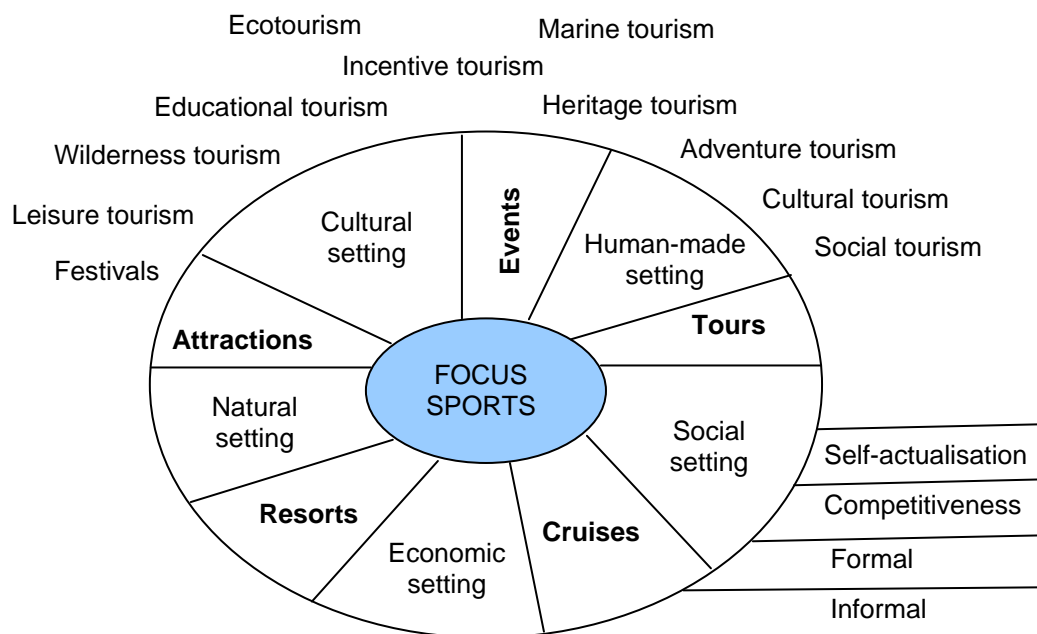 Ecotourism
Marine tourism
Incentive tourism
Educational tourism
Heritage tourism
Wilderness tourism
Adventure tourism
Leisure tourism
Cultural tourism
Festivals
Social tourism
Cultural
setting
Events
Human-made
setting
Attractions
Tours
FOCUS
SPORTS
Natural
setting
Social
setting
Resorts
Economic
setting
Cruises
Self-actualisation
Competitiveness
Formal
Informal